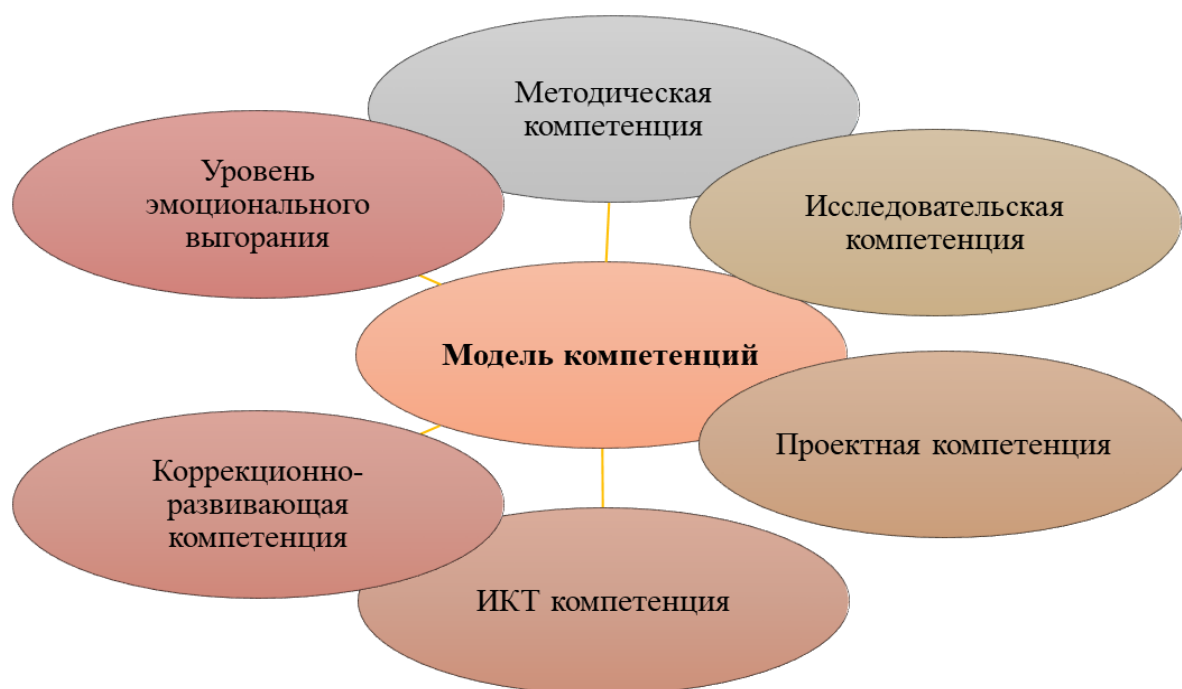 Методическая
компетенция
Уровень
эмоционального
выгорания
Исследовательская
компетенция
Модель компетенций
Проектная компетенция
Коррекционно-
развивающая
компетенция
ИКТ компетенция